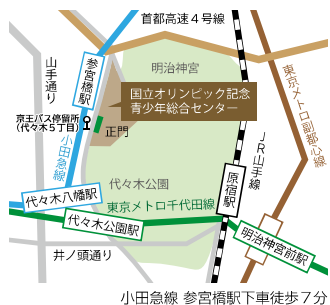 首都高速４号線
山手通り
参宮橋駅
明治神宮
国立オリンピック記念
青少年総合センター
京王バス停留所
（代々木５丁目）
正門
小田急線
東京メトロ副都心線
ＪＲ山手線
原宿駅
代々木公園
代々木八幡駅
東京メトロ千代田線
代々木公園駅
明治神宮前駅
井ノ頭通り
小田急線 参宮橋駅下車徒歩７分